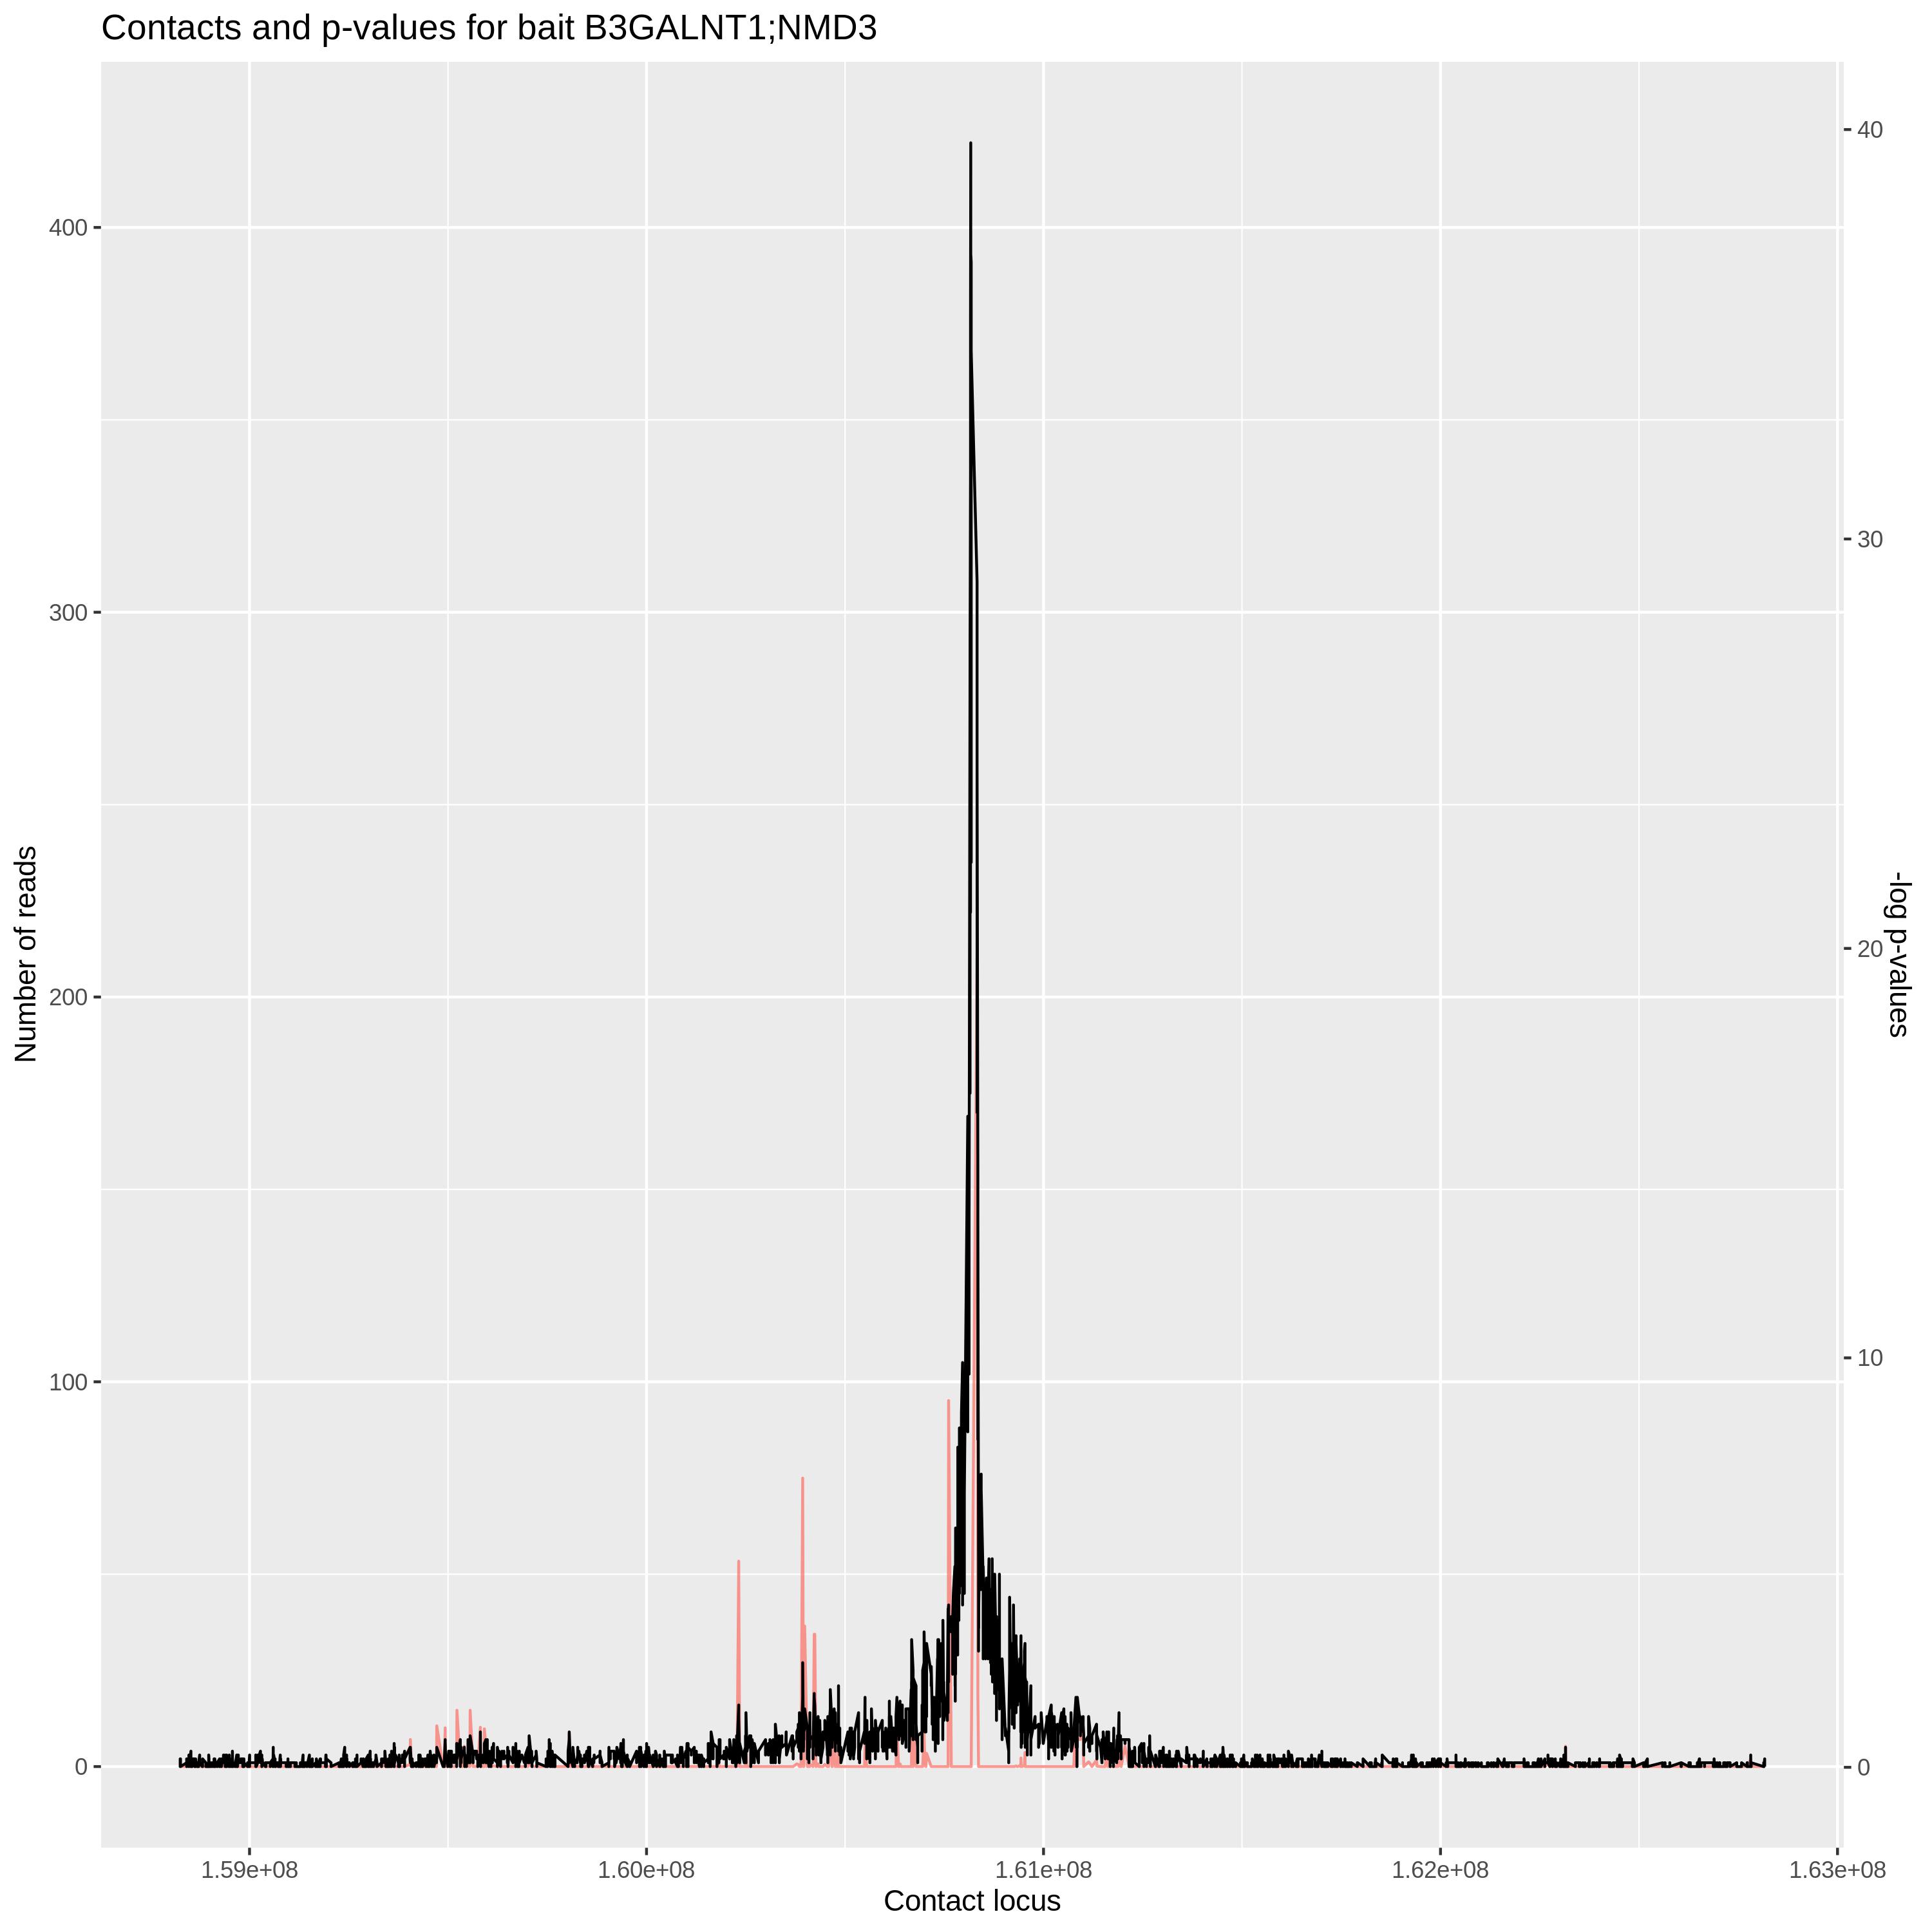 Contacts and p-values for bait B3GALNT1;NMD3
400
300
200
100
0
Number of reads
40
30
20
10
0
-log p-values
1.59e+08
1.60e+08
1.61e+08
1.62e+08
1.63e+08
Contact locus